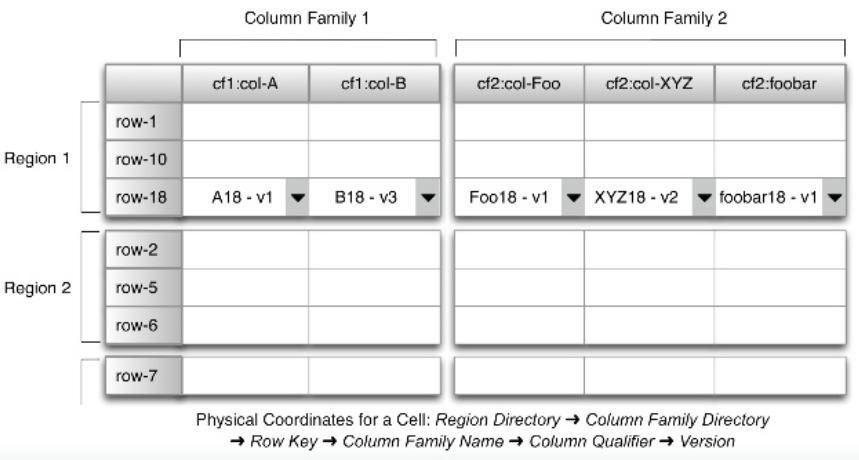 Column Family 1 Column Family 2
cf1:col-A cf1:col-B cf2:col-Foo cf2:col-XYZ cf2:foobar
row-1
Region 1 row-10
row-18 A18 - v1 B18 - v3 Foo18 - v1 XYZ18 - v2 foobar18 - v1
row-2
Region 2 row-5
row-6
row-7
Physical Coordinates for a Cell: Region Directory ➔ Column Family Directory
➔ Row Key ➔ Column Family Name ➔ Column Qualifier ➔ Version